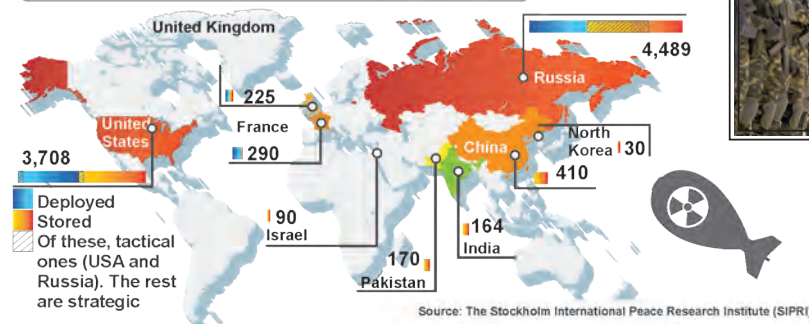 United Kingdom
4,489
Russia
225
United
States
France
290
3,708
China
North
Korea 30
410
Deployed
Stored
Of these, tactical
ones (USA and
Russia). The rest
are strategic
90
Israel
164
India
170
Pakistan
Source: The Stockholm International Peace Research Institute (SIPRI